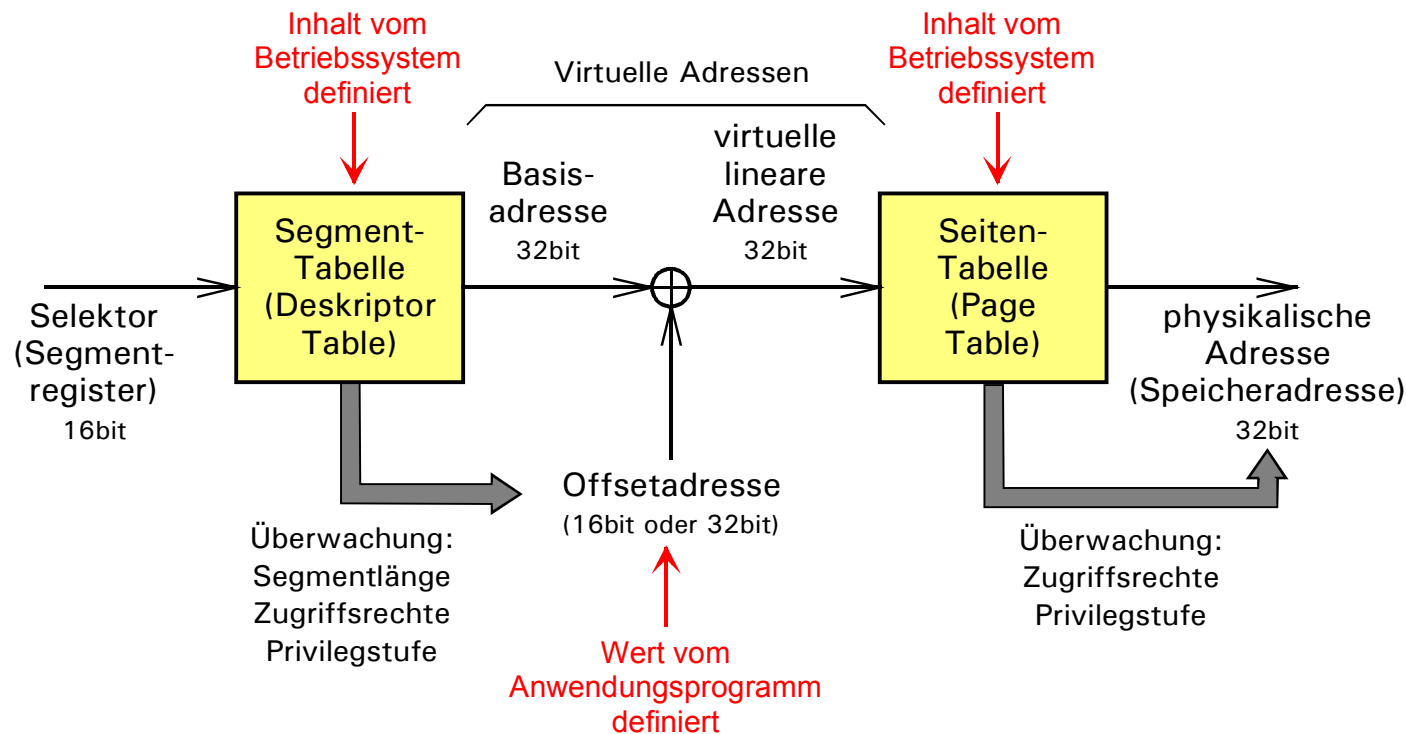 Inhalt vom
Betriebssystem
definiert
Virtuelle Adressen
Inhalt vom
Betriebssystem
definiert
Selektor
(Segment-
register)
16bit
Segment-
Tabelle
(Deskriptor
Table)
Basis-
adresse
32bit
virtuelle
lineare
Adresse
32bit
Seiten-
Tabelle
(Page
Table)
physikalische
Adresse
(Speicheradresse)
32bit
Überwachung:
Segmentlänge
Zugriffsrechte
Privilegstufe
Offsetadresse
(16bit oder 32bit)
Wert vom
Anwendungsprogramm
definiert
Überwachung:
Zugriffsrechte
Privilegstufe